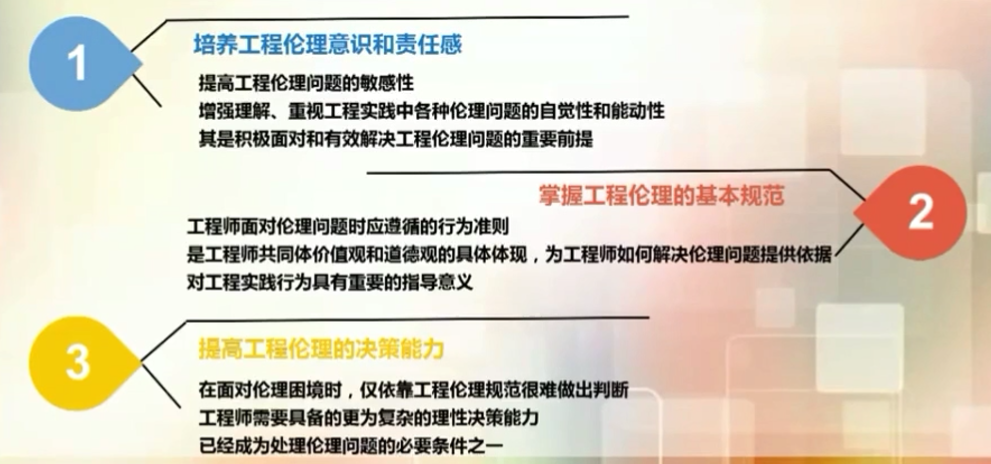 1
培养工程伦理意识和责任感
提高工程伦理问题的敏感性
增强理解、重视工程实践中各种伦理问题的自觉性和能动性
其是积极面对和有效解决工程伦理问题的重要前提
2
掌握工程伦理的基本规范
工程师面对伦理问题时应遵循的行为准则
是工程师共同体价值观和道德观的具体体现，为工程师如何解决伦理问题提供依据
对工程实践行为具有重要的指导意义
3
提高工程伦理的决策能力
在面对伦理困境时，仅依靠工程伦理规范很难做出判断
工程师需要具备的更为复杂的理性决策能力
已经成为处理伦理问题的必要条件之一